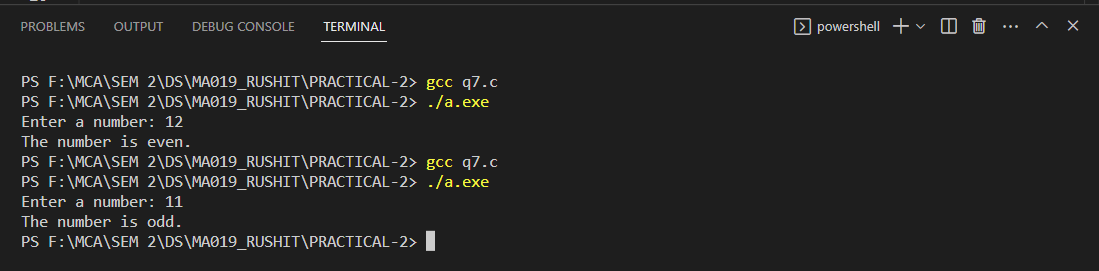 PROBLEMS OUTPUT DEBUG CONSOLE TERMINAL powershell
PS F:\MCA\SEM 2\DS\MA019_RUSHIT\PRACTICAL-2> gcc q7.c
PS F:\MCA\SEM 2\DS\MA019_RUSHIT\PRACTICAL-2> ./a.exe
Enter a number: 12
The number is even.
PS F:\MCA\SEM 2\DS\MA019_RUSHIT\PRACTICAL-2> gcc q7.c
PS F:\MCA\SEM 2\DS\MA019_RUSHIT\PRACTICAL-2> ./a.exe
Enter a number: 11
The number is odd.
PS F:\MCA\SEM 2\DS\MA019_RUSHIT\PRACTICAL-2>